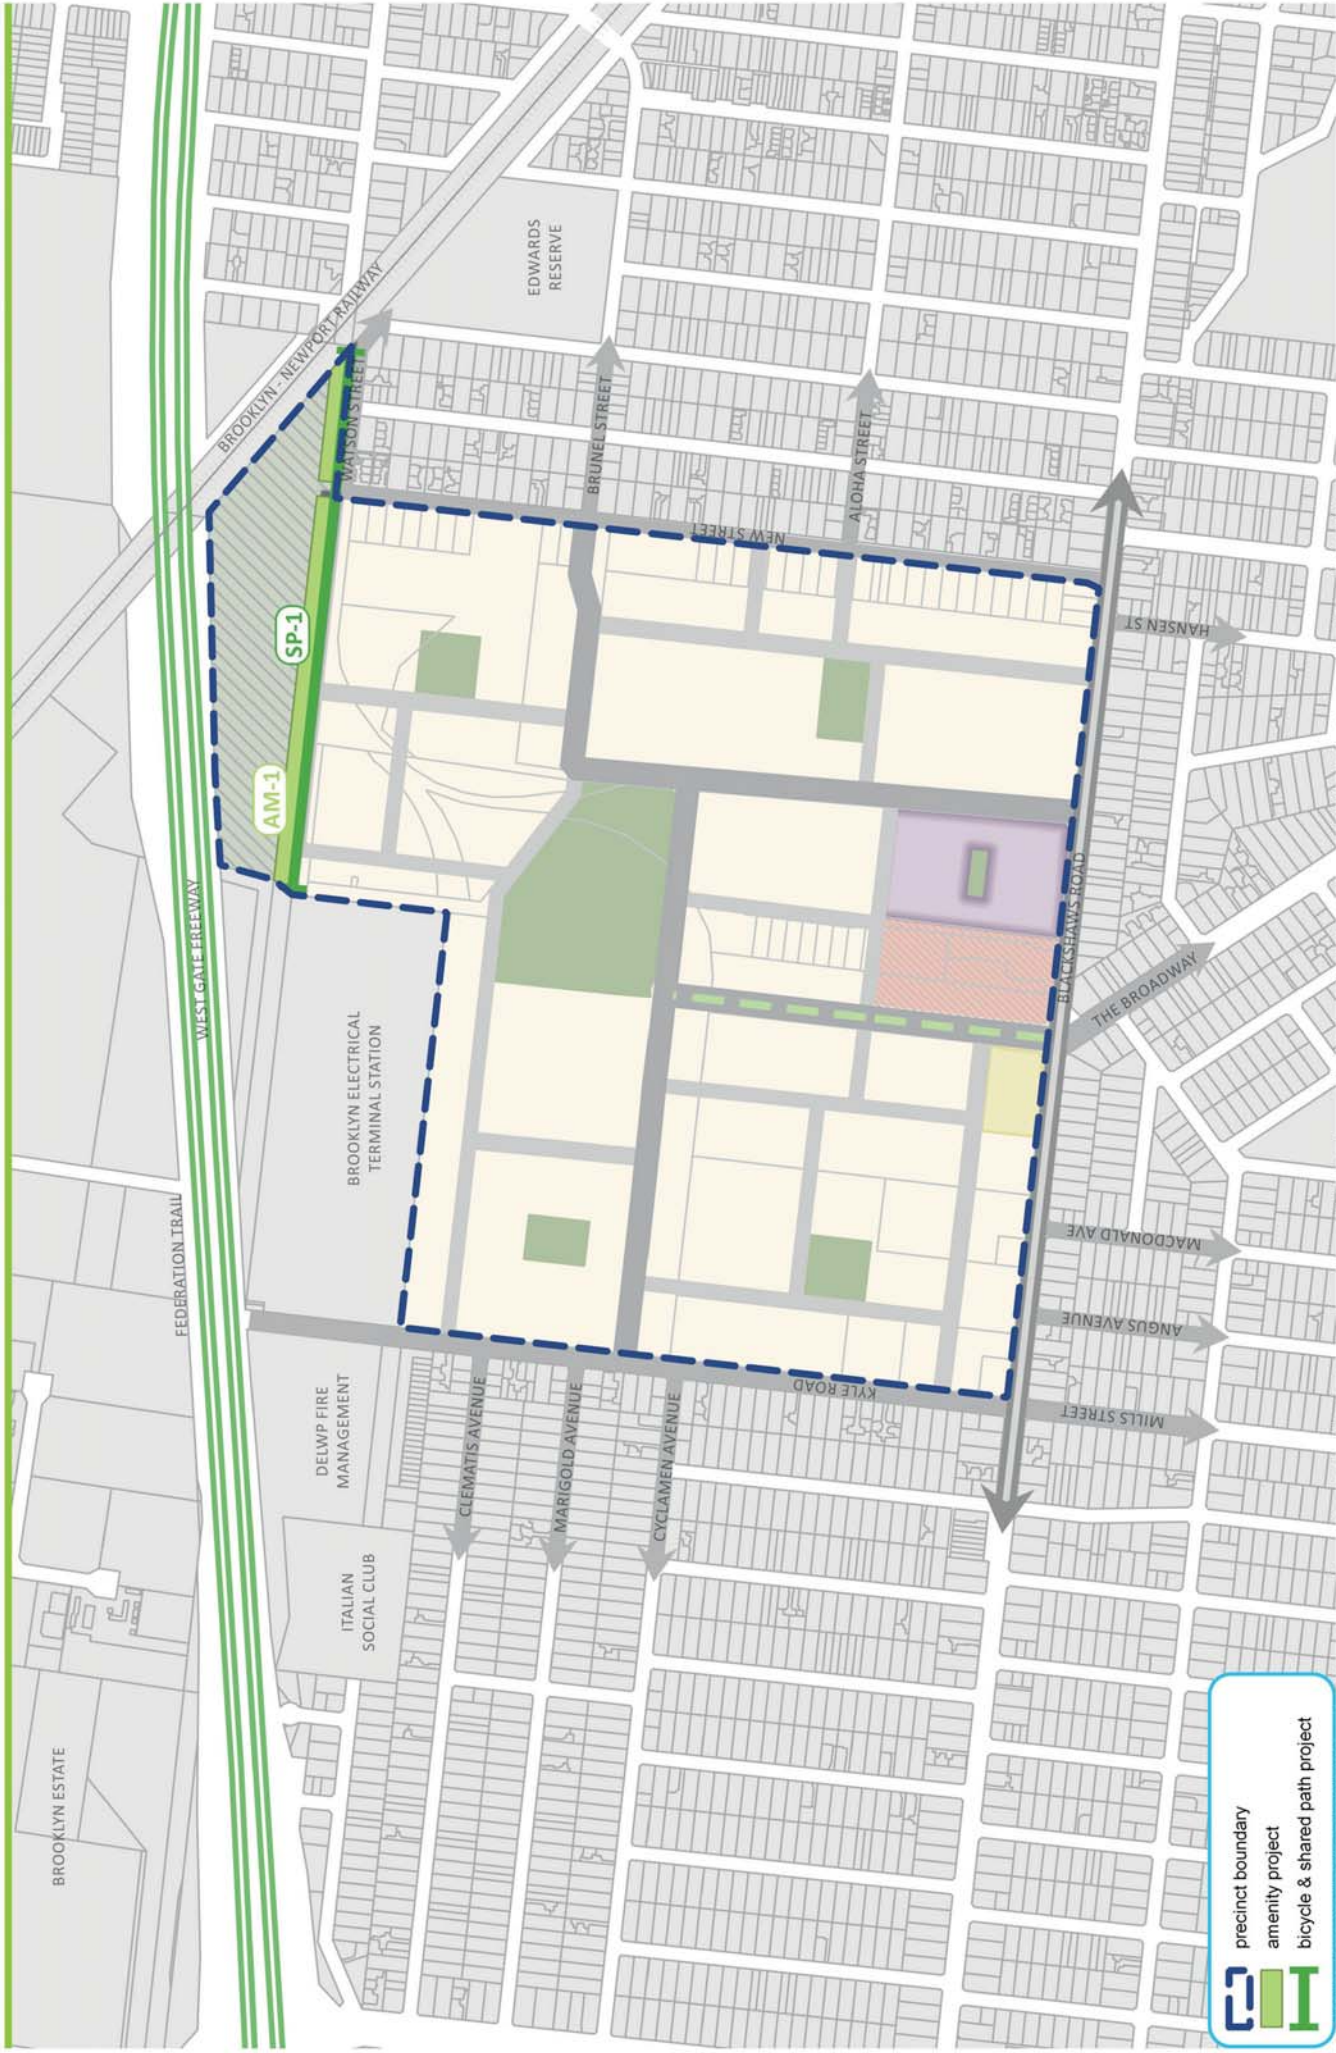 BROOKLYN ESTATE
FEDERATION TRAIL
WEST GATE FREEWAY
BROOKLYN - NEWPORT RAILWAY
ITALIAN
SOCIAL CLUB
DELWP FIRE
MANAGEMENT
BROOKLYN ELECTRICAL
TERMINAL STATION
AM-1
SP-1
WATSON STREET
EDWARDS
RESERVE
CLEMATIS AVENUE
MARIGOLD AVENUE
CYCLAMEN AVENUE
BRUNEL STREET
ALOHA STREET
NEW STREET
KYLE ROAD
BLACKSHAWS ROAD
MILLS STREET
ANGUS AVENUE
MACDONALD AVE
THE BROADWAY
HANSEN ST
precinct boundary
amenity project
bicycle & shared path project